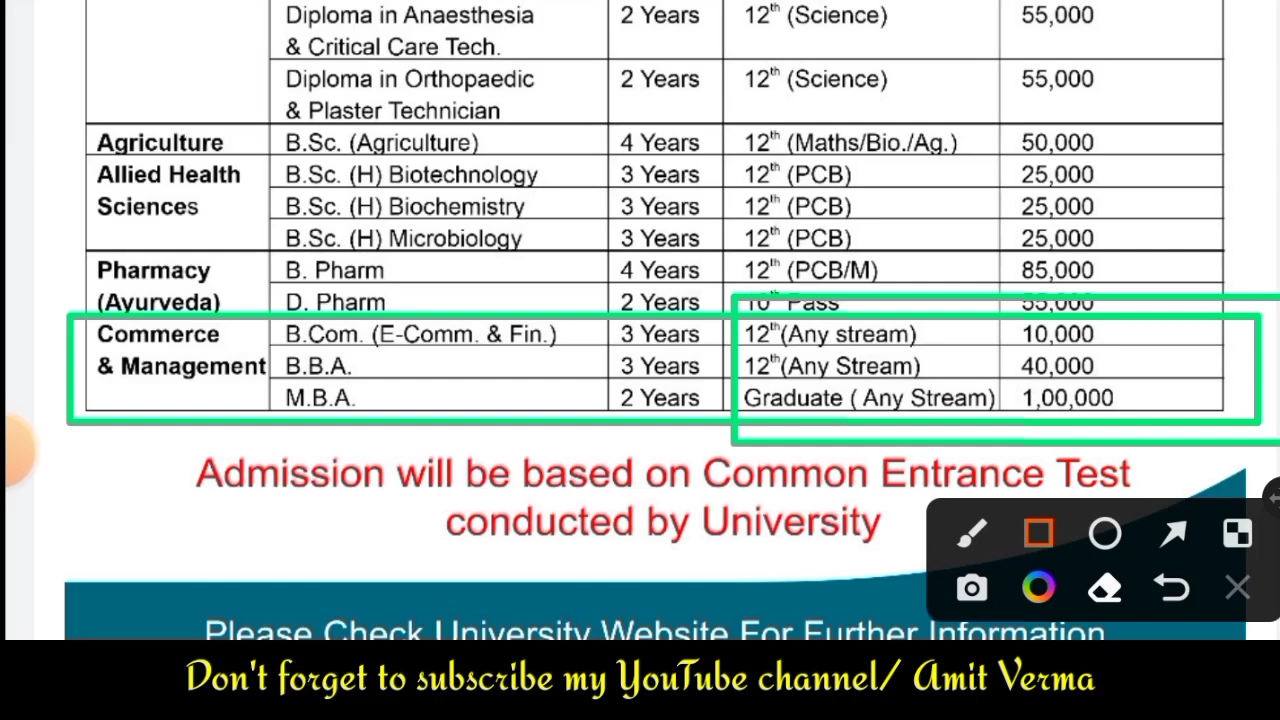 Diploma in Anaesthesia 2 Years 12th (Science) 55,000
& Critical Care Tech.
Diploma in Orthopaedic 2 Years 12th (Science) 55,000
& Plaster Technician
Agriculture B.Sc. (Agriculture) 4 Years 12th (Maths/Bio./Ag.) 50,000
Allied Health B.Sc. (H) Biotechnology 3 Years 12th (PCB) 25,000
Sciences B.Sc. (H) Biochemistry 3 Years 12th (PCB) 25,000
B.Sc. (H) Microbiology 3 Years 12th (PCB) 25,000
Pharmacy B. Pharm 4 Years 12th (PCB/M) 85,000
(Ayurveda) D. Pharm 2 Years 10th Pass 55,000
Commerce B.Com. (E-Comm. & Fin.) 3 Years 12th(Any stream) 10,000
& Management B.B.A. 3 Years 12th(Any Stream) 40,000
M.B.A. 2 Years Graduate ( Any Stream) 1,00,000
Admission will be based on Common Entrance Test
conducted by University
Please Check University Website For Further Information
Don't forget to subscribe my YouTube channel/ Amit Verma